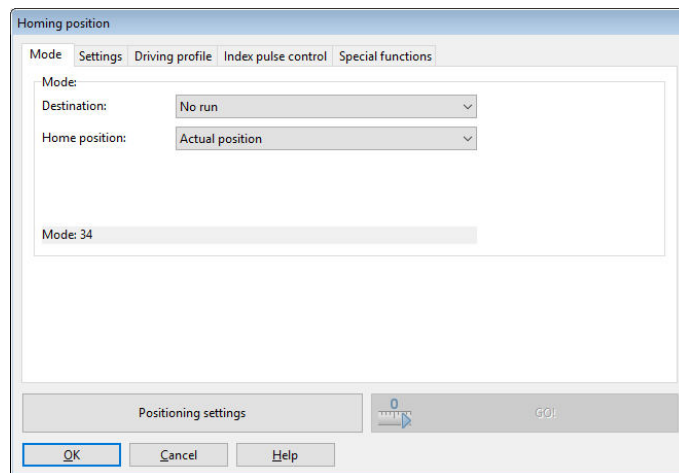 Homing position
Mode Settings Driving profile Index pulse control Special functions
Mode:
Destination: No run
Home position: Actual position
Mode: 34
Positioning settings 0 GO!
OK Cancel Help